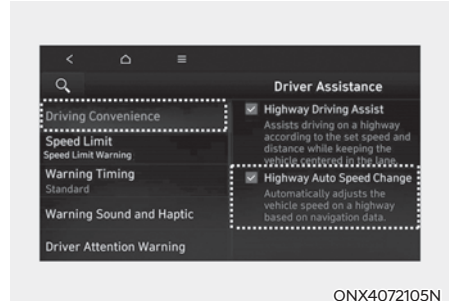 Driver Assistance
Driving Convenience
Speed Limit
Speed Limit Warning
Warning Timing
Standard
Warning Sound and Haptic
Driver Attention Warning
Highway Driving Assist
Assists driving on a highway
according to the set speed and
distance while keeping the
vehicle centered in the lane.
Highway Auto Speed Change
Automatically adjusts the
vehicle speed on a highway
based on navigation data.
ONX4072105N